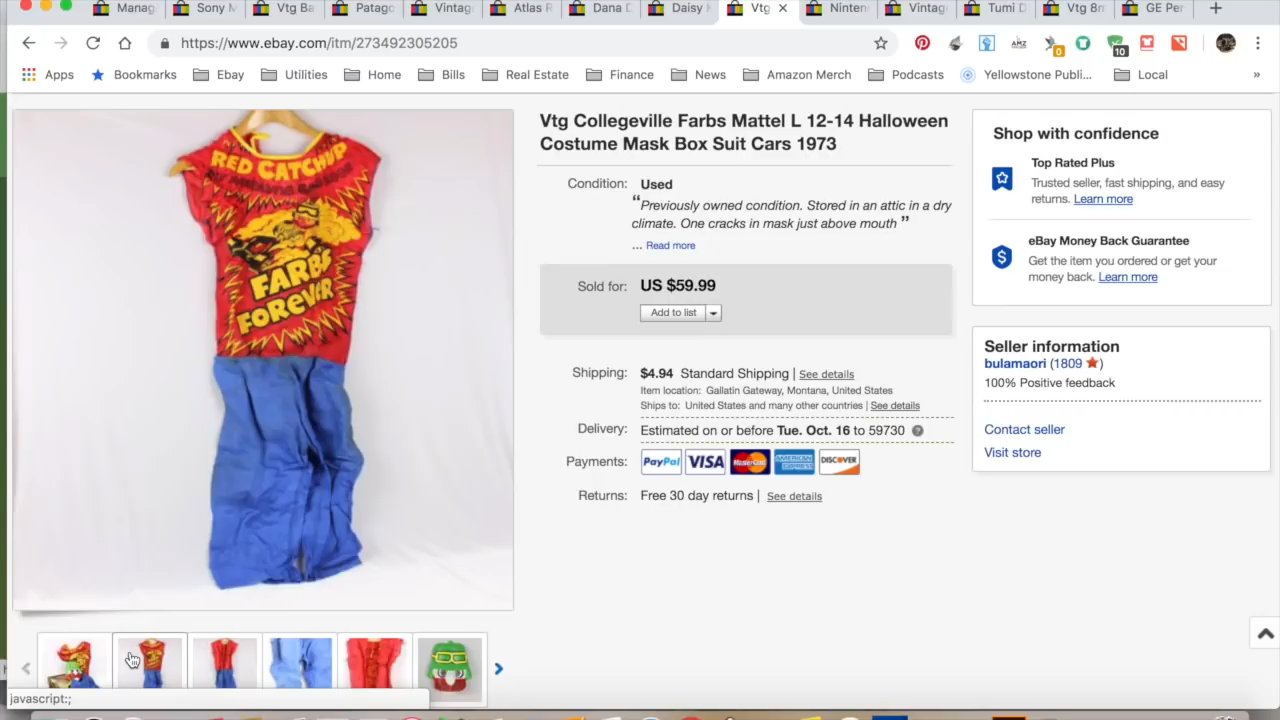 Manag
Sony M
Vtg Ba
Patago
Vintag
Atlas R
Dana D
Daisy K
Vtg
Ninten
Vintag
Tumi D
Vtg 8m
GE Per
https://www.ebay.com/itm/273492305205
AMZ
0
10
Apps
Bookmarks
Ebay
Utilities
Home
Bills
Real Estate
Finance
News
Amazon Merch
Podcasts
Yellowstone Publi...
Local
»
RED CATCHUP
FARBS
FOREVER
Vtg Collegeville Farbs Mattel L 12-14 Halloween
Costume Mask Box Suit Cars 1973
Condition: Used
“Previously owned condition. Stored in an attic in a dry
climate. One cracks in mask just above mouth ”
... Read more
Sold for: US $59.99
Add to list
Shipping: $4.94 Standard Shipping | See details
Item location: Gallatin Gateway, Montana, United States
Ships to: United States and many other countries | See details
Delivery: Estimated on or before Tue. Oct. 16 to 59730 ?
Payments: PayPal VISA MasterCard AMERICAN EXPRESS DISCOVER
Returns: Free 30 day returns | See details
Shop with confidence
Top Rated Plus
Trusted seller, fast shipping, and easy
returns. Learn more
eBay Money Back Guarantee
Get the item you ordered or get your
money back. Learn more
Seller information
bulamaori (1809 )
100% Positive feedback
Contact seller
Visit store
javascript:;